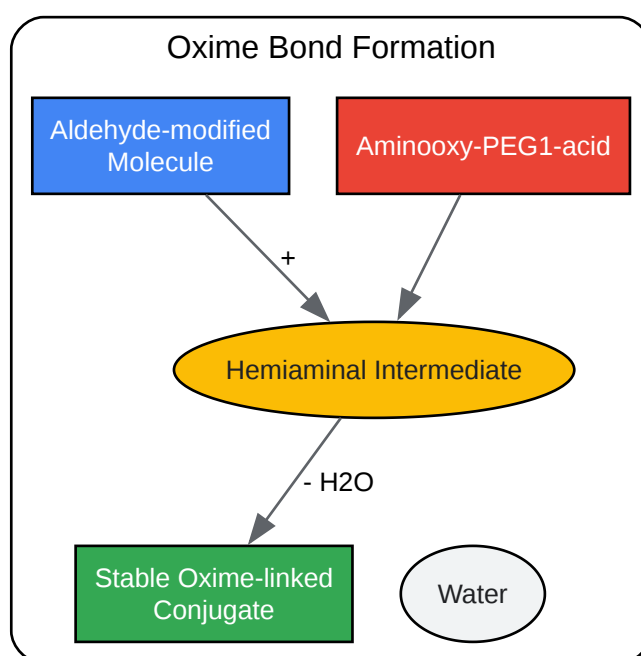 Oxime Bond Formation
Aldehyde-modified
Molecule
Aminooxy-PEG1-acid
+
Hemiaminal Intermediate
- H2O
Stable Oxime-linked
Conjugate
Water